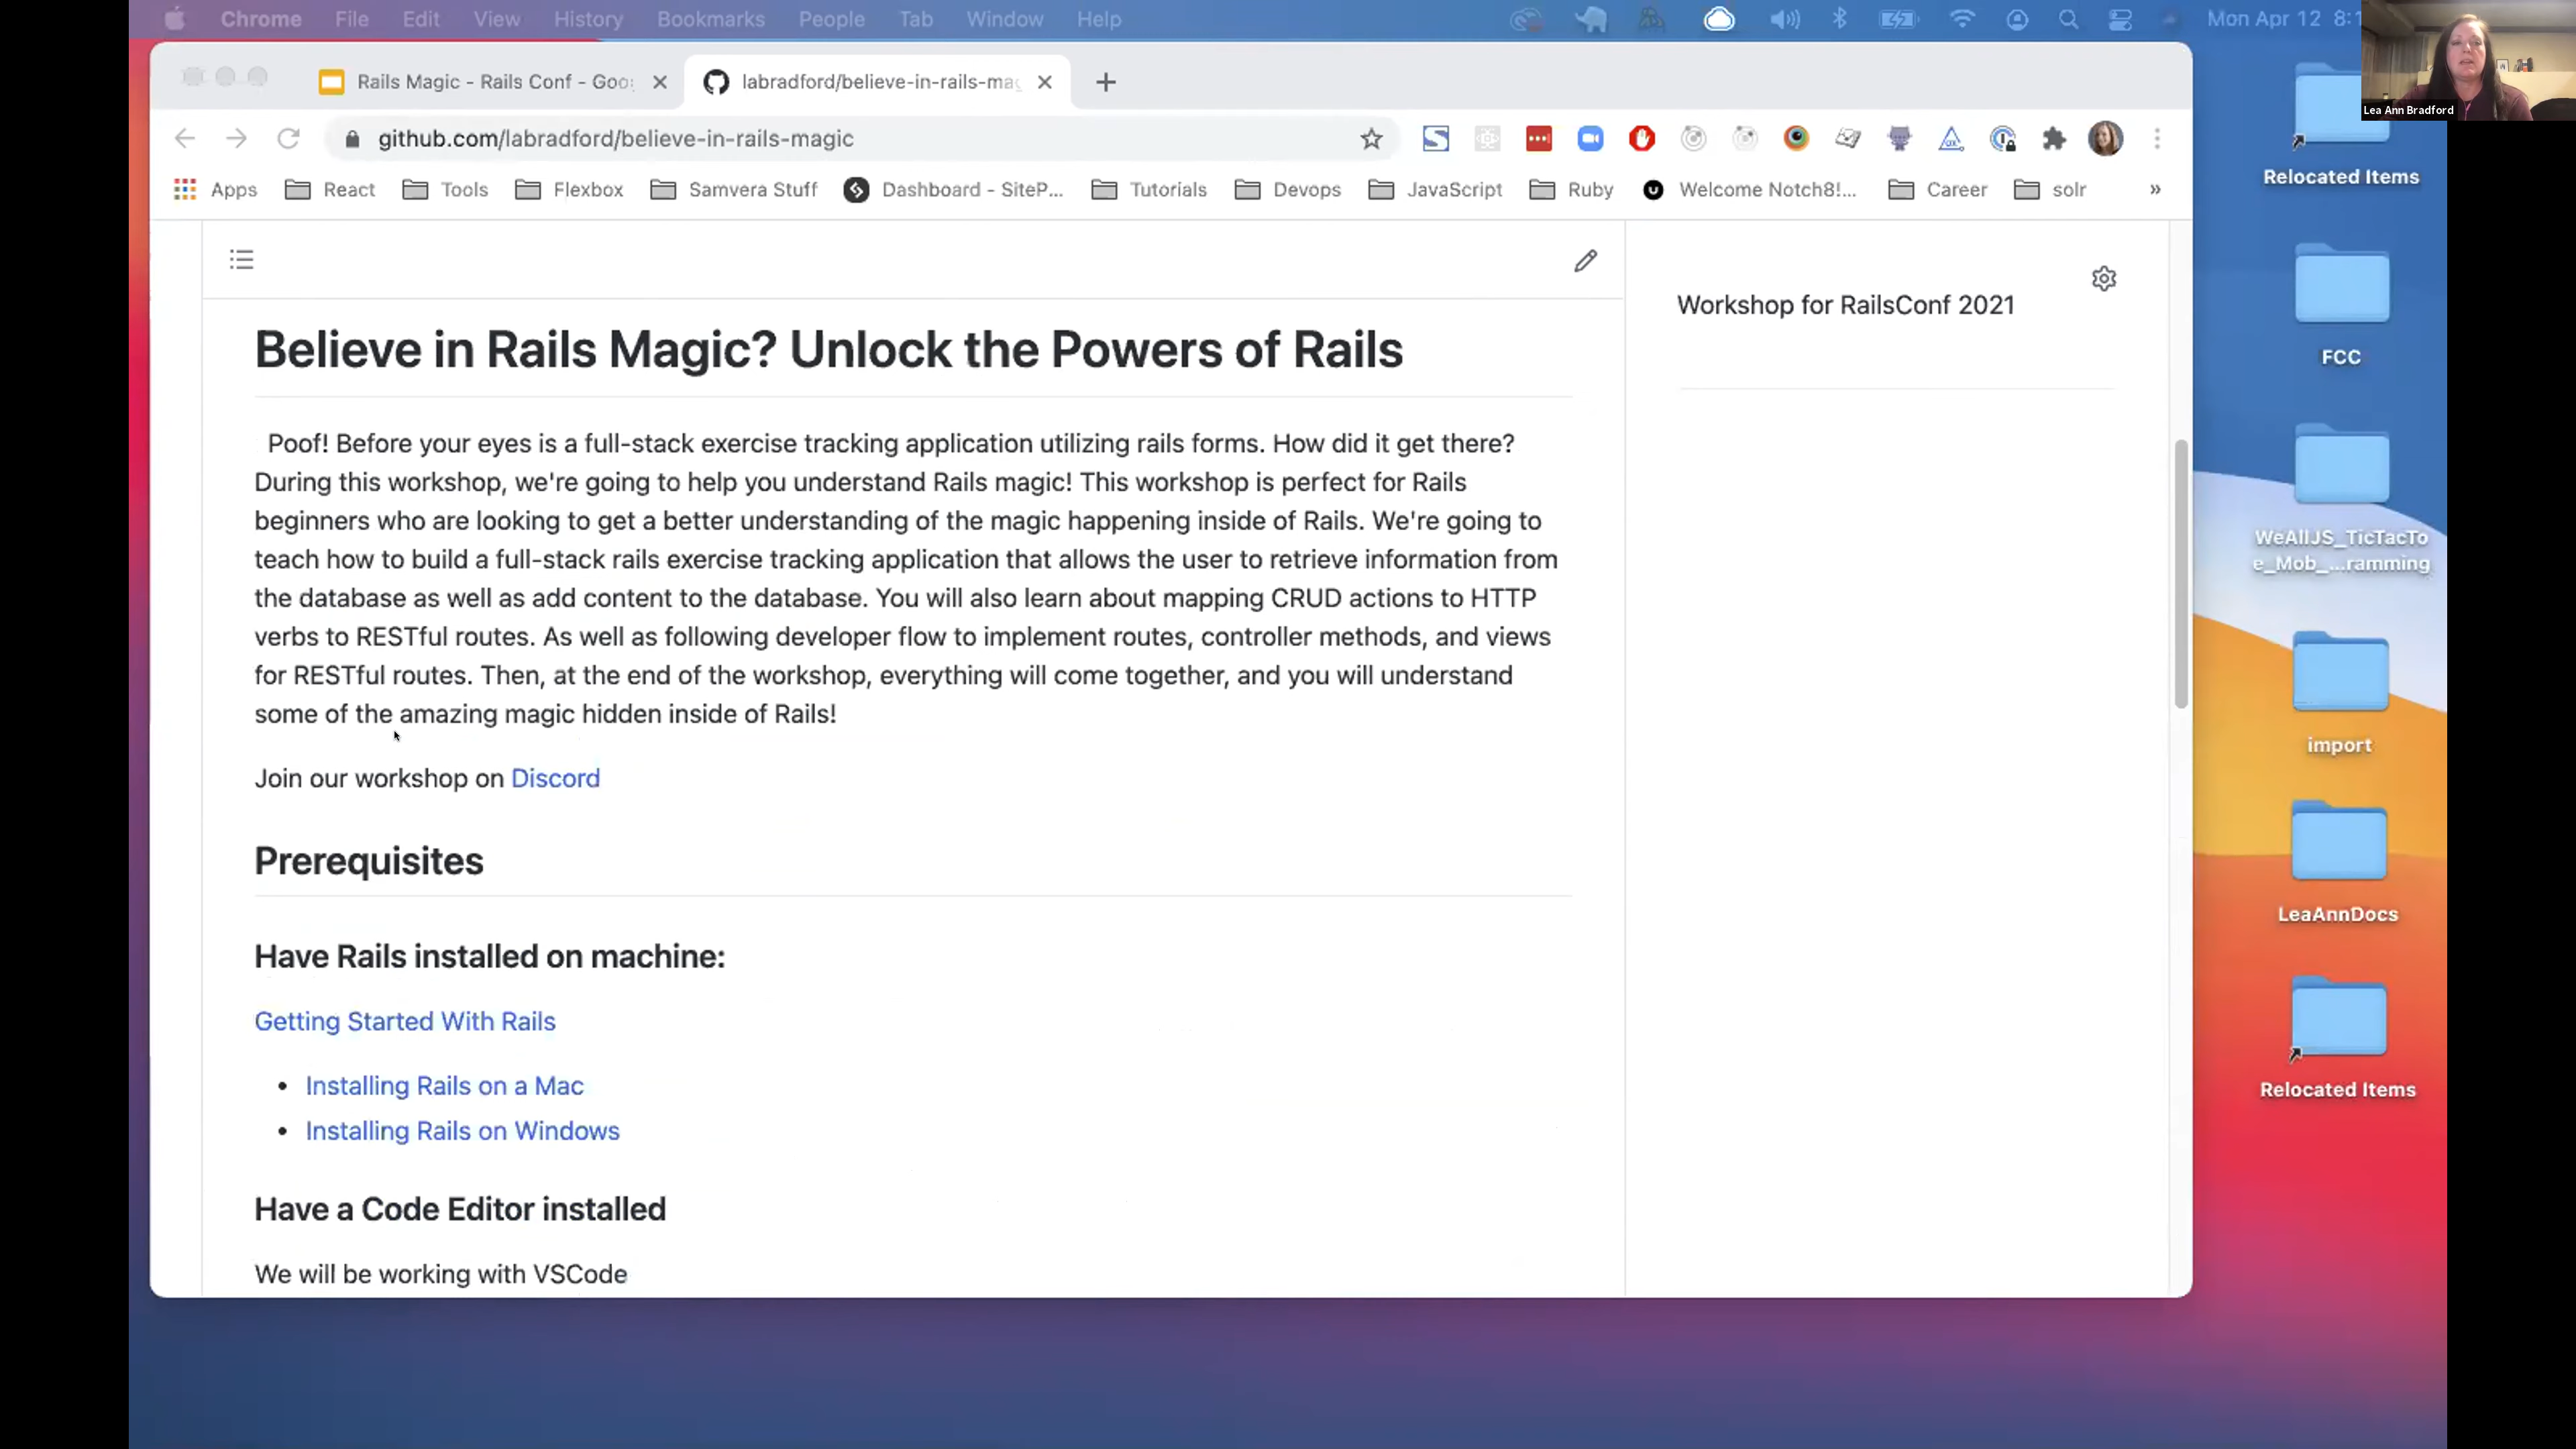 Chrome File Edit View History Bookmarks People Tab Window Help
Mon Apr 12 8:1
Lea Ann Bradford
Rails Magic - Rails Conf - Goo
labradford/believe-in-rails-mag
github.com/labradford/believe-in-rails-magic
Apps React Tools Flexbox Samvera Stuff Dashboard - SiteP... Tutorials Devops JavaScript Ruby Welcome Notch8!... Career solr »
Believe in Rails Magic? Unlock the Powers of Rails
Poof! Before your eyes is a full-stack exercise tracking application utilizing rails forms. How did it get there?
During this workshop, we're going to help you understand Rails magic! This workshop is perfect for Rails
beginners who are looking to get a better understanding of the magic happening inside of Rails. We're going to
teach how to build a full-stack rails exercise tracking application that allows the user to retrieve information from
the database as well as add content to the database. You will also learn about mapping CRUD actions to HTTP
verbs to RESTful routes. As well as following developer flow to implement routes, controller methods, and views
for RESTful routes. Then, at the end of the workshop, everything will come together, and you will understand
some of the amazing magic hidden inside of Rails!
Join our workshop on Discord
Prerequisites
Have Rails installed on machine:
Getting Started With Rails
• Installing Rails on a Mac
• Installing Rails on Windows
Have a Code Editor installed
We will be working with VSCode
Workshop for RailsConf 2021
Relocated Items
FCC
WeAllJS_TicTacTo
e_Mob_...ramming
import
LeaAnnDocs
Relocated Items